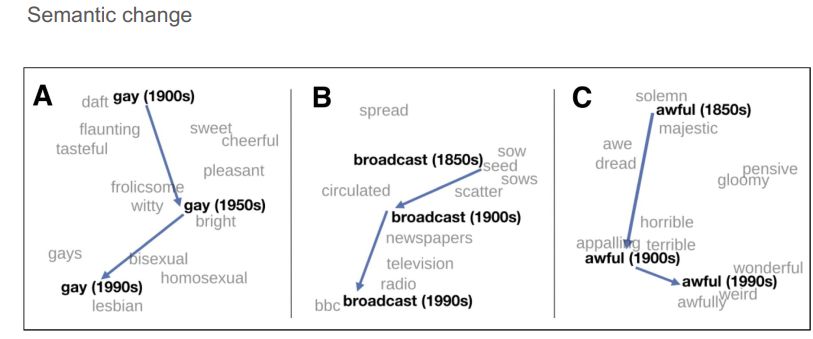 Semantic change
A
daft gay (1900s)
flaunting sweet
tasteful cheerful
pleasant
frolicsome
witty gay (1950s)
bright
gays bisexual
homosexual
gay (1990s)
lesbian
B
spread
broadcast (1850s) sow
seed
sows
circulated scatter
broadcast (1900s)
newspapers
television
radio
bbc broadcast (1990s)
C
solemn
awful (1850s)
majestic
awe
dread
pensive
gloomy
horrible
appalling terrible
awful (1900s)
wonderful
awful (1990s)
weird
awfully